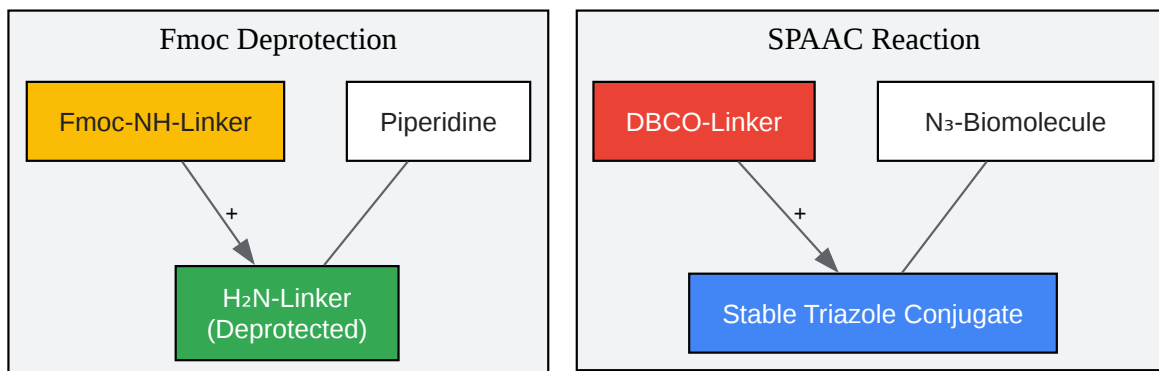 Fmoc Deprotection
Fmoc-NH-Linker
Piperidine
+
H₂N-Linker
(Deprotected)
SPAAC Reaction
DBCO-Linker
N₃-Biomolecule
+
Stable Triazole Conjugate